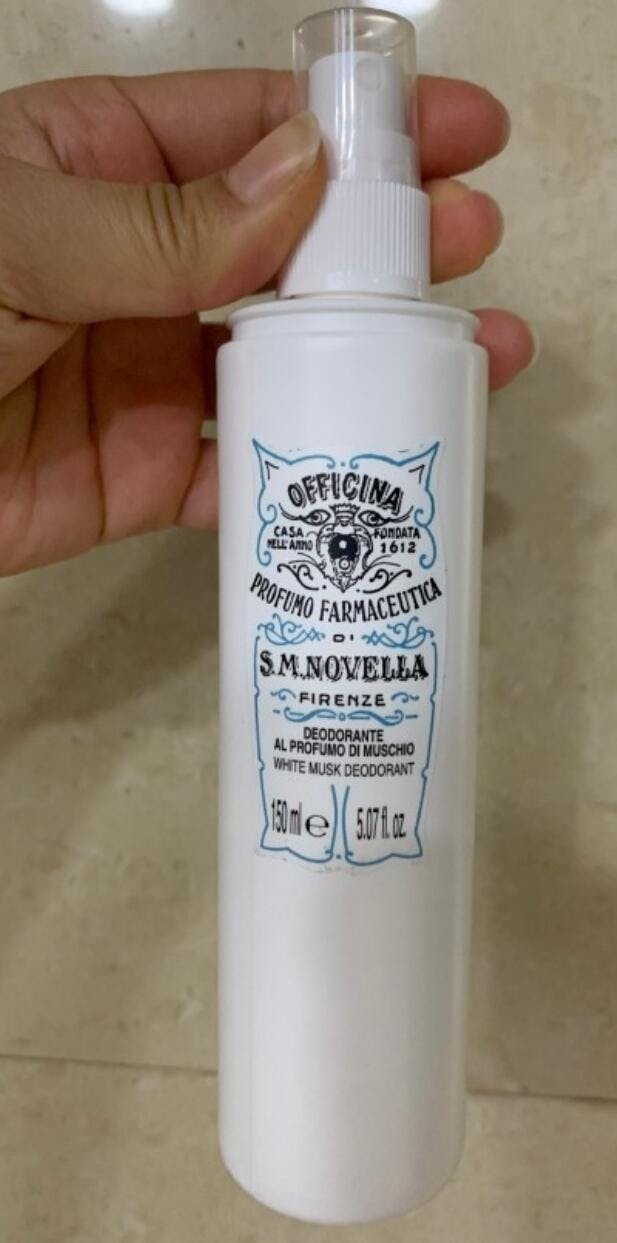 OFFICINA
CASA FONDATA
NELL'ANNO 1612
PROFUMO FARMACEUTICA
DI
S.M.NOVELLA
FIRENZE
DEODORANTE
AL PROFUMO DI MUSCHIO
WHITE MUSK DEODORANT
150 ml e 5.07 fl. oz.